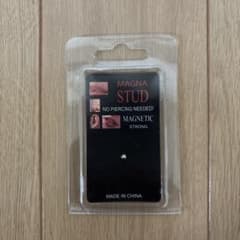 MAGNA
STUD
NO PIERCING NEEDED!
MAGNETIC
STRONG
MADE IN CHINA